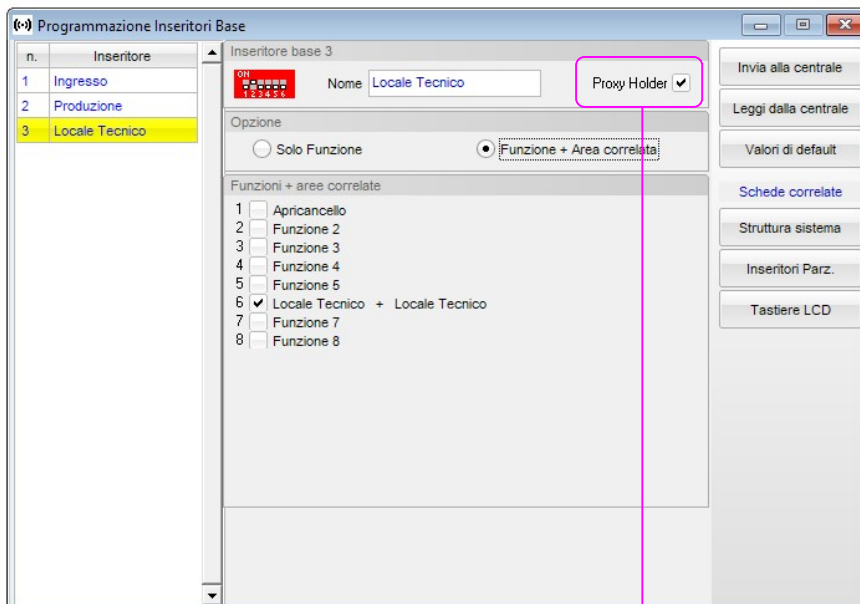 Programmazione Inseritori Base
n. Inseritore
1 Ingresso
2 Produzione
3 Locale Tecnico
Inseritore base 3
ON
1 2 3 4 5 6
Nome Locale Tecnico
Proxy Holder
Opzione
Solo Funzione
Funzione + Area correlata
Funzioni + aree correlate
1 Apricancello
2 Funzione 2
3 Funzione 3
4 Funzione 4
5 Funzione 5
6 Locale Tecnico + Locale Tecnico
7 Funzione 7
8 Funzione 8
Invia alla centrale
Leggi dalla centrale
Valori di default
Schede correlate
Struttura sistema
Inseritori Parz.
Tastiere LCD